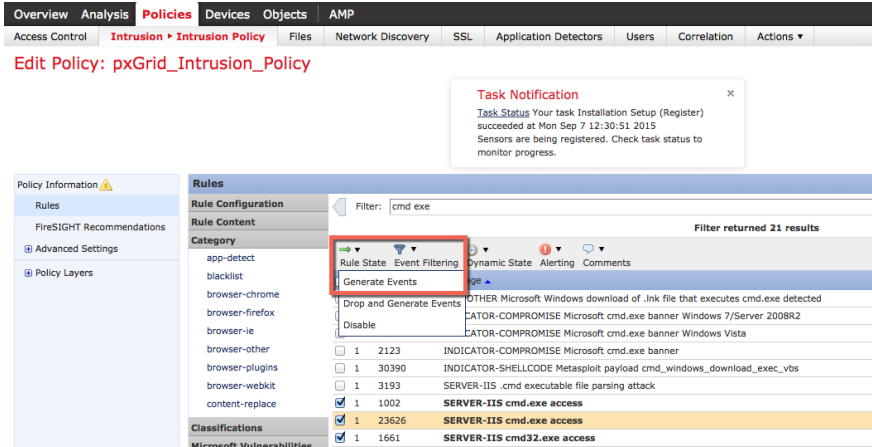 Overview Analysis Policies Devices Objects AMP
Access Control Intrusion ▸ Intrusion Policy Files Network Discovery SSL Application Detectors Users Correlation Actions ▼
Edit Policy: pxGrid_Intrusion_Policy
Task Notification ×
Task Status Your task Installation Setup (Register)
succeeded at Mon Sep 7 12:30:51 2015
Sensors are being registered. Check task status to
monitor progress.
Policy Information
Rules
FireSIGHT Recommendations
Advanced Settings
Policy Layers
Rules
Rule Configuration
Rule Content
Category
app-detect
blacklist
browser-chrome
browser-firefox
browser-ie
browser-other
browser-plugins
browser-webkit
content-replace
Classifications
Microsoft Vulnerabilities
Filter: cmd exe
Filter returned 21 results
Rule State Event Filtering Dynamic State Alerting Comments
Generate Events
Drop and Generate Events
Disable
age ▲
OTHER Microsoft Windows download of .lnk file that executes cmd.exe detected
CATOR-COMPROMISE Microsoft cmd.exe banner Windows 7/Server 2008R2
CATOR-COMPROMISE Microsoft cmd.exe banner Windows Vista
1 2123 INDICATOR-COMPROMISE Microsoft cmd.exe banner
1 30390 INDICATOR-SHELLCODE Metasploit payload cmd_windows_download_exec_vbs
1 3193 SERVER-IIS .cmd executable file parsing attack
1 1002 SERVER-IIS cmd.exe access
1 23626 SERVER-IIS cmd.exe access
1 1661 SERVER-IIS cmd32.exe access